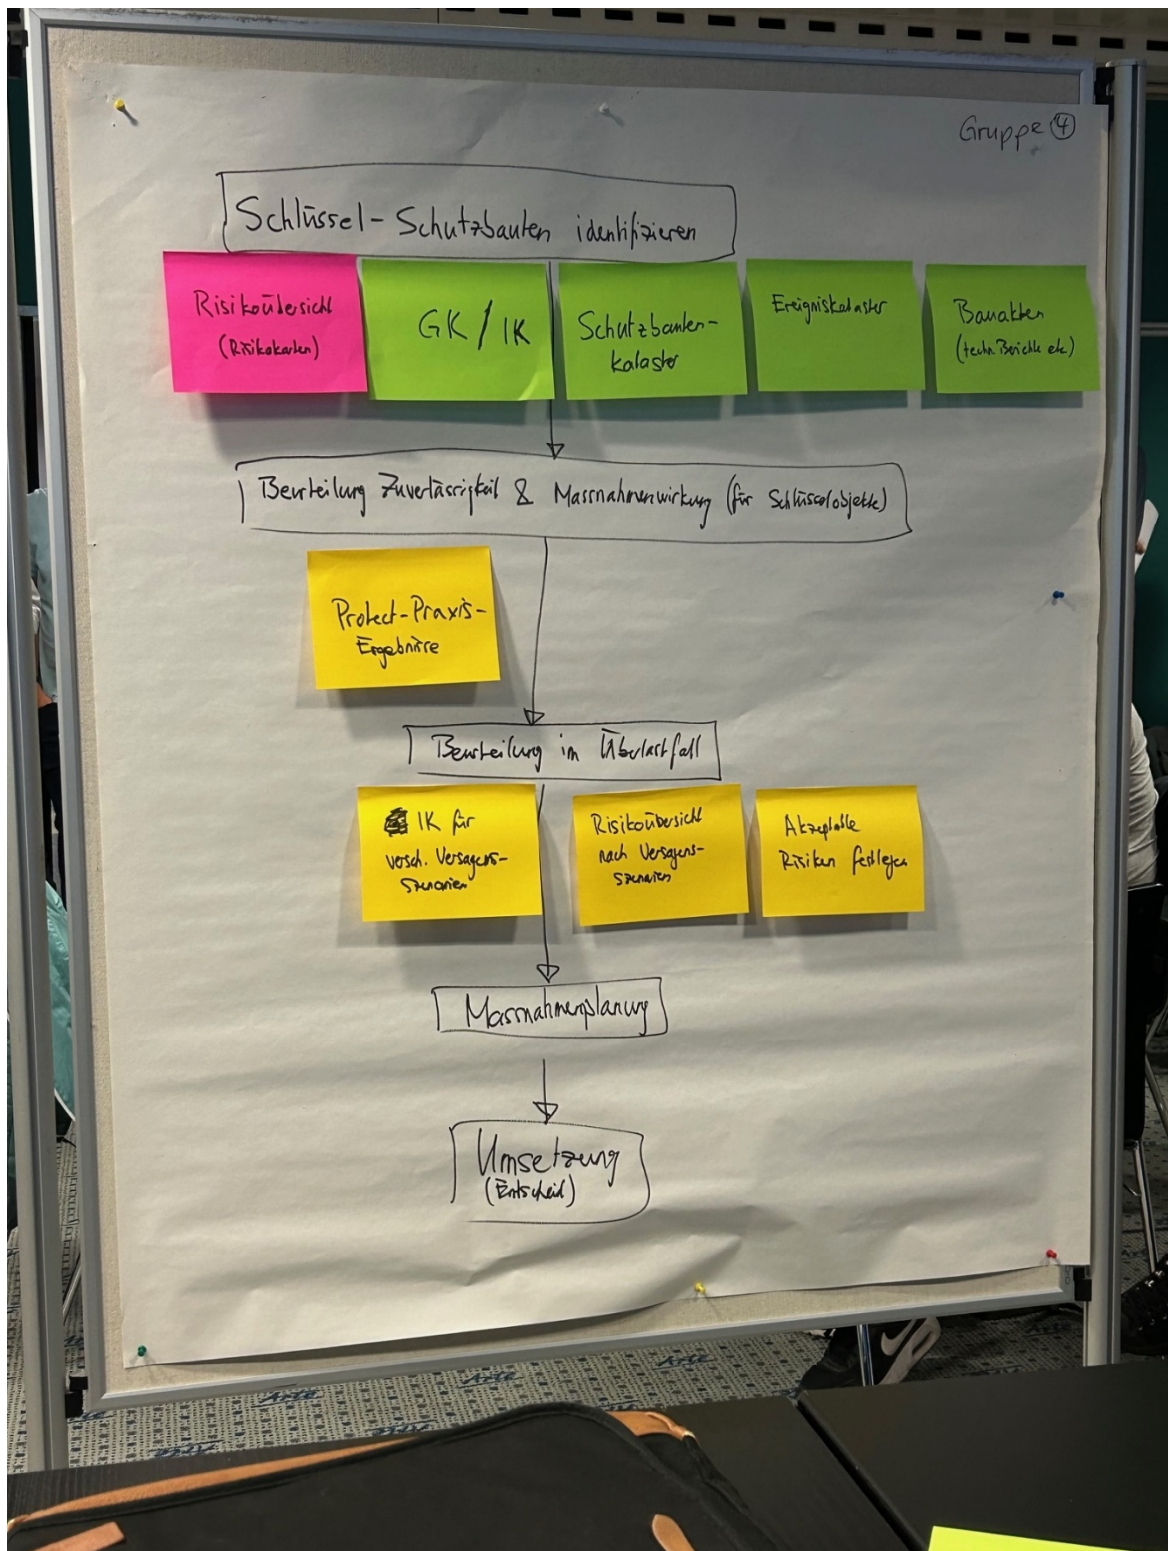 Gruppe 4
Schlüssel-Schutzbauten identifizieren
Risikoübersicht
(Risikokarten)
GK / IK
Schutzbauten-
kataster
Ereigniskataster
Bauakten
(techn. Berichte etc.)
Beurteilung Zuverlässigkeit & Massnahmenwirkung (für Schlüsselobjekte)
Protect-Praxis-
Ergebnisse
Beurteilung im Überlastfall
IK für
versch. Versagens-
szenarien
Risikoübersicht
nach Versagens-
szenarien
Akzeptable
Risiken festlegen
Massnahmenplanung
Umsetzung
(Entscheid)
Arte
Arte